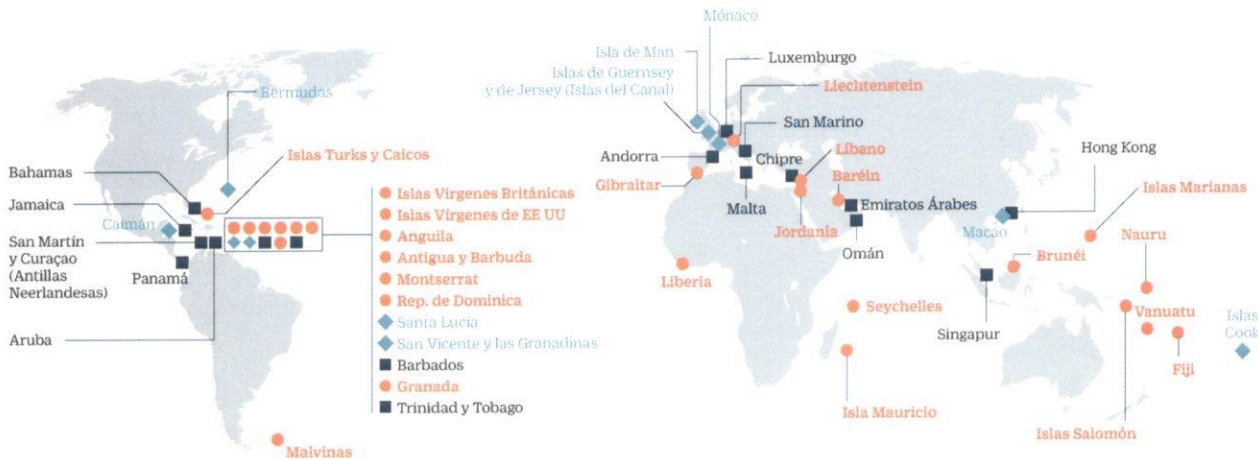 Bermudas
Islas Turks y Caicos
Bahamas
Jamaica
Caimán
San Martín
y Curaçao
(Antillas
Neerlandesas)
Panamá
Aruba
Islas Vírgenes Británicas
Islas Vírgenes de EE UU
Anguila
Antigua y Barbuda
Montserrat
Rep. de Dominica
Santa Lucía
San Vicente y las Granadinas
Barbados
Granada
Trinidad y Tobago
Malvinas
Mónaco
Isla de Man
Islas de Guernsey
y de Jersey (Islas del Canal)
Luxemburgo
Liechtenstein
San Marino
Andorra
Chipre
Líbano
Gibraltar
Baréin
Malta
Emiratos Árabes
Jordania
Omán
Hong Kong
Islas Marianas
Macao
Nauru
Brunéi
Liberia
Seychelles
Singapur
Vanuatu
Islas
Cook
Fiji
Isla Mauricio
Islas Salomón